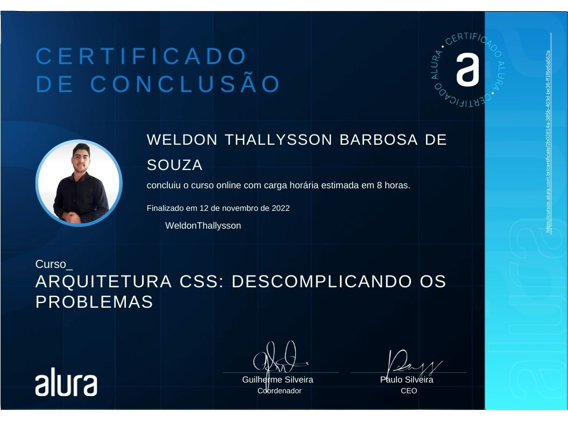 CERTIFICADO
DE CONCLUSÃO
CERTIFICADO ALURA • CERTIFICADO ALURA •
a
WELDON THALLYSSON BARBOSA DE
SOUZA
concluiu o curso online com carga horária estimada em 8 horas.
Finalizado em 12 de novembro de 2022
WeldonThallysson
Curso_
ARQUITETURA CSS: DESCOMPLICANDO OS
PROBLEMAS
alura
Guilherme Silveira
Coordenador
Paulo Silveira
CEO
alura